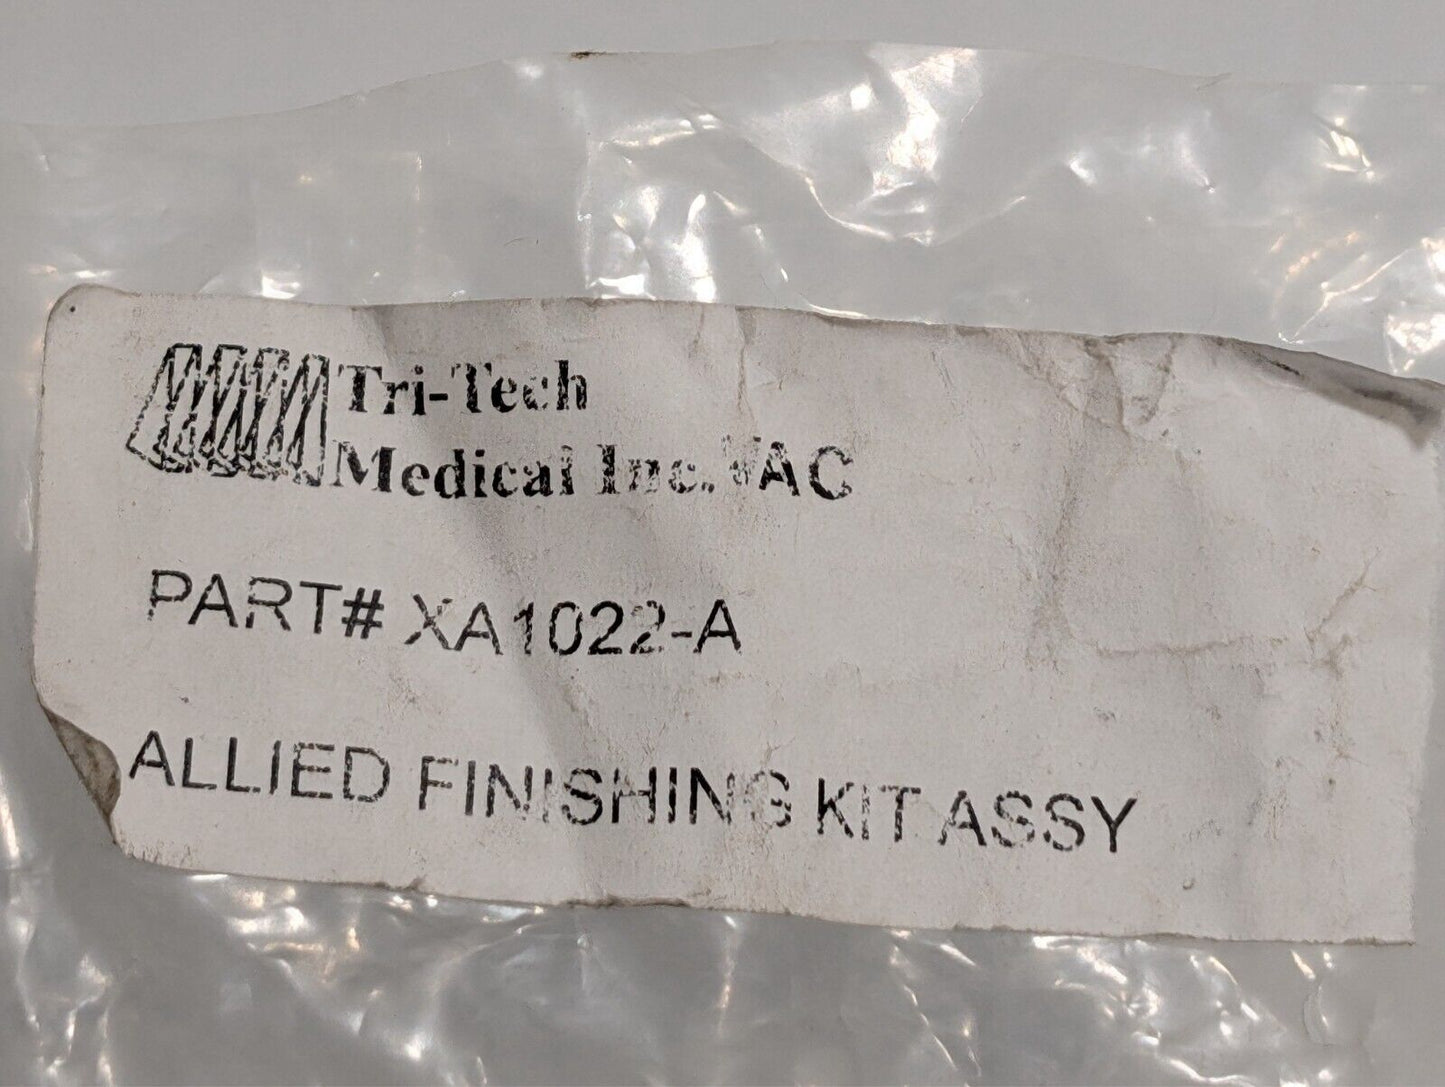 Tri-Tech
Medical Inc. VAC
PART# XA1022-A
ALLIED FINISHING KIT ASSY